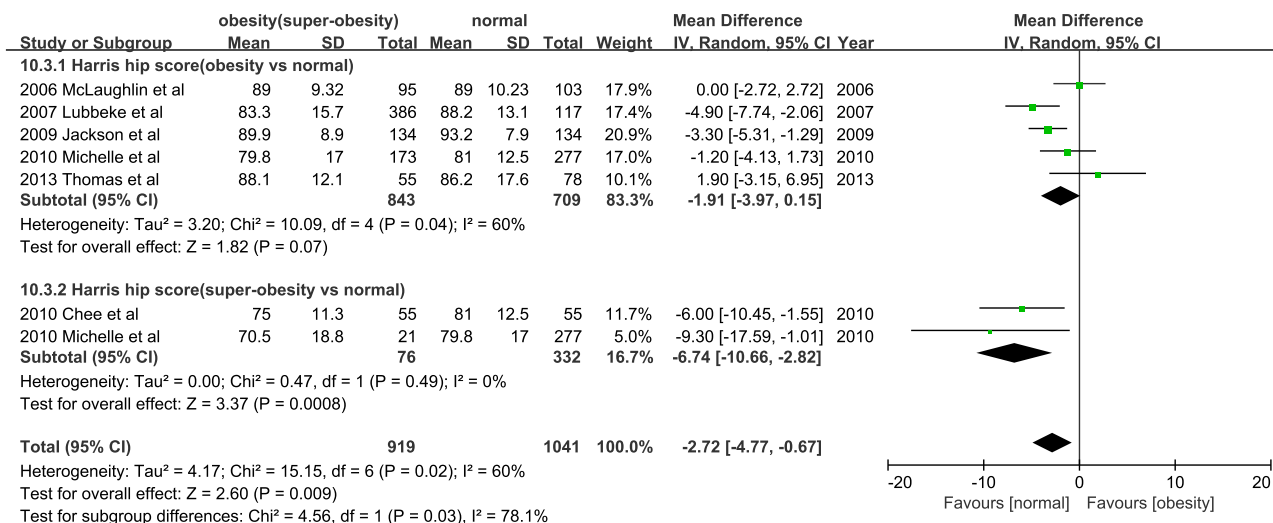 obesity(super-obesity) normal Mean Difference Mean Difference
Study or Subgroup Mean SD Total Mean SD Total Weight IV, Random, 95% CI Year IV, Random, 95% CI
10.3.1 Harris hip score(obesity vs normal)
2006 McLaughlin et al 89 9.32 95 89 10.23 103 17.9% 0.00 [-2.72, 2.72] 2006
2007 Lubbeke et al 83.3 15.7 386 88.2 13.1 117 17.4% -4.90 [-7.74, -2.06] 2007
2009 Jackson et al 89.9 8.9 134 93.2 7.9 134 20.9% -3.30 [-5.31, -1.29] 2009
2010 Michelle et al 79.8 17 173 81 12.5 277 17.0% -1.20 [-4.13, 1.73] 2010
2013 Thomas et al 88.1 12.1 55 86.2 17.6 78 10.1% 1.90 [-3.15, 6.95] 2013
Subtotal (95% CI) 843 709 83.3% -1.91 [-3.97, 0.15]
Heterogeneity: Tau² = 3.20; Chi² = 10.09, df = 4 (P = 0.04); I² = 60%
Test for overall effect: Z = 1.82 (P = 0.07)
10.3.2 Harris hip score(super-obesity vs normal)
2010 Chee et al 75 11.3 55 81 12.5 55 11.7% -6.00 [-10.45, -1.55] 2010
2010 Michelle et al 70.5 18.8 21 79.8 17 277 5.0% -9.30 [-17.59, -1.01] 2010
Subtotal (95% CI) 76 332 16.7% -6.74 [-10.66, -2.82]
Heterogeneity: Tau² = 0.00; Chi² = 0.47, df = 1 (P = 0.49); I² = 0%
Test for overall effect: Z = 3.37 (P = 0.0008)
Total (95% CI) 919 1041 100.0% -2.72 [-4.77, -0.67]
Heterogeneity: Tau² = 4.17; Chi² = 15.15, df = 6 (P = 0.02); I² = 60%
Test for overall effect: Z = 2.60 (P = 0.009)
Test for subgroup differences: Chi² = 4.56, df = 1 (P = 0.03), I² = 78.1%
-20 -10 0 10 20
Favours [normal] Favours [obesity]